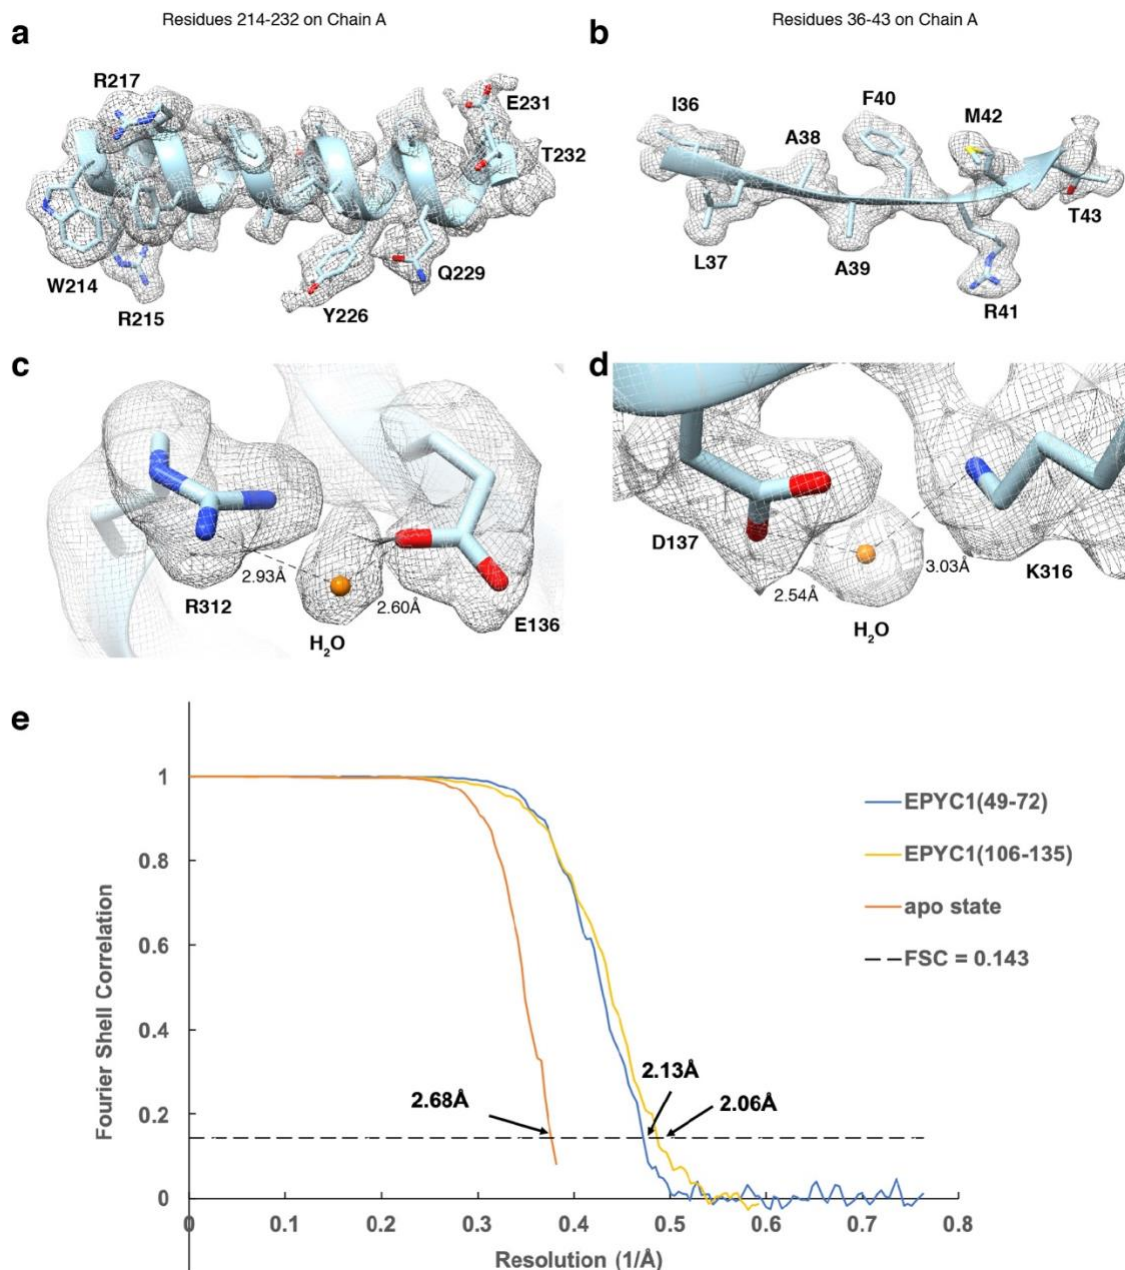 Residues 214-232 on Chain A
Residues 36-43 on Chain A
a
b
R217
E231
T232
W214
R215
Y226
Q229
I36
A38
F40
M42
T43
L37
A39
R41
c
d
2.93Å
R312
2.60Å
H₂O
E136
D137
2.54Å
3.03Å
K316
H₂O
e
Fourier Shell Correlation
1
0.8
0.6
0.4
0.2
0
EPYC1(49-72)
EPYC1(106-135)
apo state
FSC = 0.143
2.68Å
2.13Å
2.06Å
0 0.1 0.2 0.3 0.4 0.5 0.6 0.7 0.8
Resolution (1/Å)